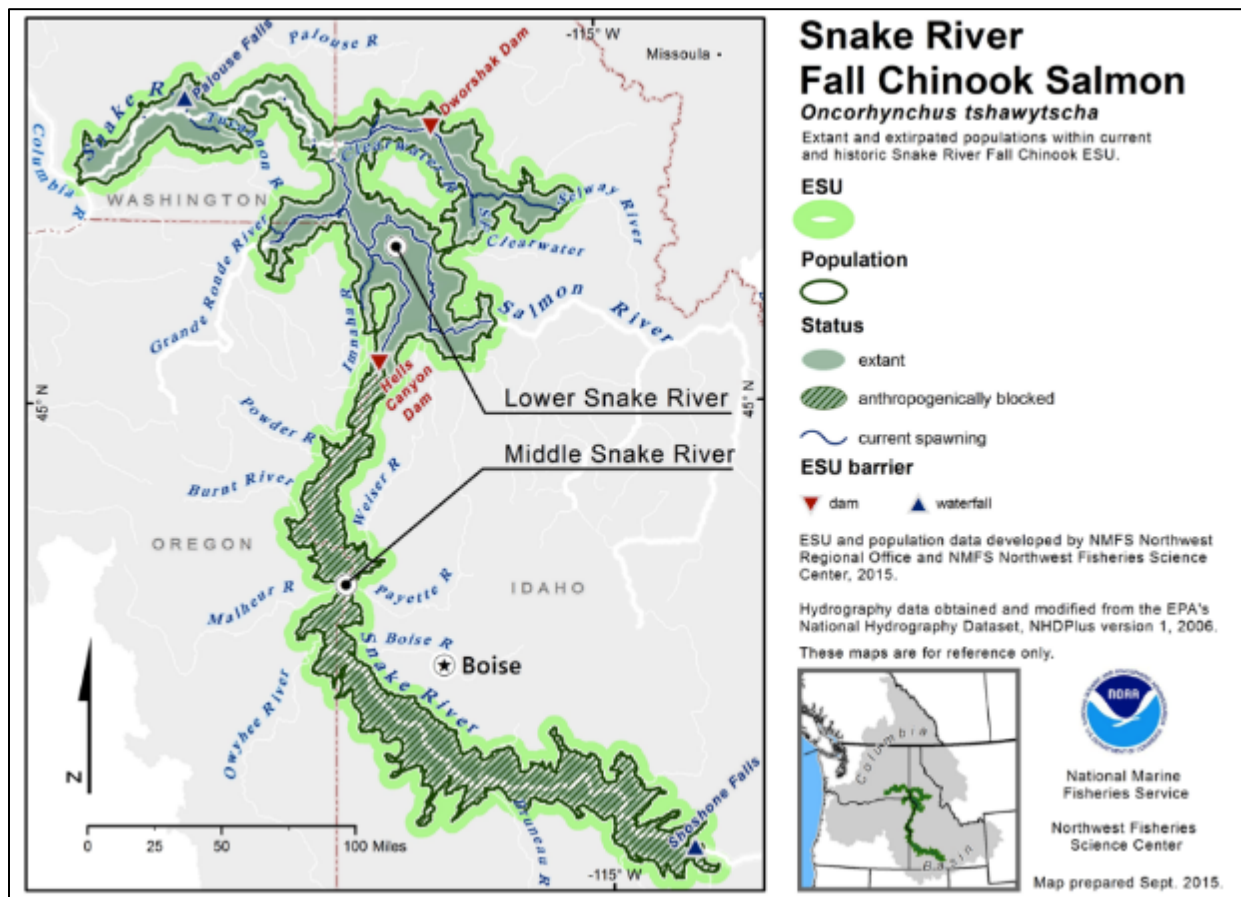 Snake River
Fall Chinook Salmon
Oncorhynchus tshawytscha
Extant and extirpated populations within current
and historic Snake River Fall Chinook ESU.
ESU
Population
Status
extant
anthropogenically blocked
current spawning
ESU barrier
dam
waterfall
ESU and population data developed by NMFS Northwest
Regional Office and NMFS Northwest Fisheries Science
Center, 2015.
Hydrography data obtained and modified from the EPA's
National Hydrography Dataset, NHDPlus version 1, 2006.
These maps are for reference only.
Columbia
Basin
NOAA
National Marine
Fisheries Service
Northwest Fisheries
Science Center
Map prepared Sept. 2015.
-115° W
Missoula
Palouse R
Palouse Falls
Snake R
Tucannon R
Columbia R
WASHINGTON
Dworshak Dam
Clearwater R
Selway River
SF Clearwater
Grande Ronde River
Imnaha R
Salmon River
Hells
Canyon
Dam
45° N
45° N
Lower Snake River
Middle Snake River
Powder R
Burnt River
Weiser R
OREGON
IDAHO
Malheur R
Payette R
Boise R
Boise
Snake River
Owyhee River
Bruneau R
Shoshone Falls
N
0
25
50
100 Miles
-115° W